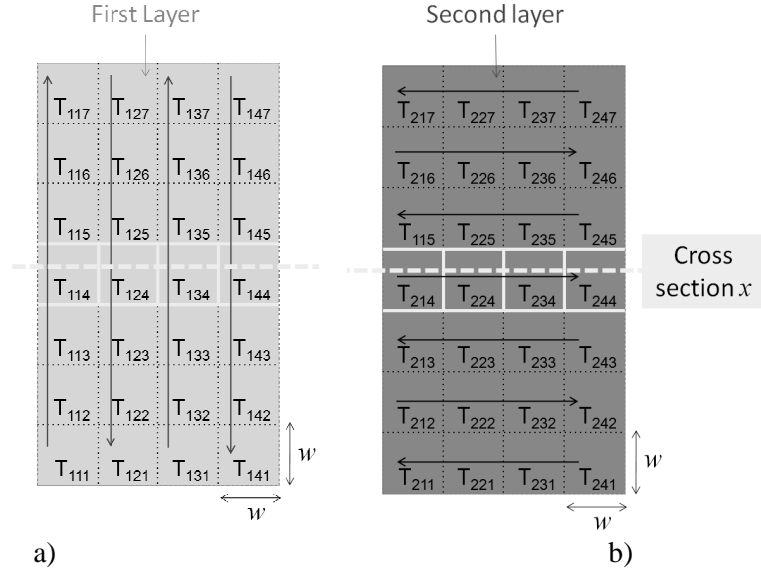 First Layer
Second layer
T117 T127 T137 T147
T116 T126 T136 T146
T115 T125 T135 T145
T114 T124 T134 T144
T113 T123 T133 T143
T112 T122 T132 T142
T111 T121 T131 T141
w
w
T217 T227 T237 T247
T216 T226 T236 T246
T115 T225 T235 T245
T214 T224 T234 T244
T213 T223 T233 T243
T212 T222 T232 T242
T211 T221 T231 T241
w
w
Cross
section x
a)
b)